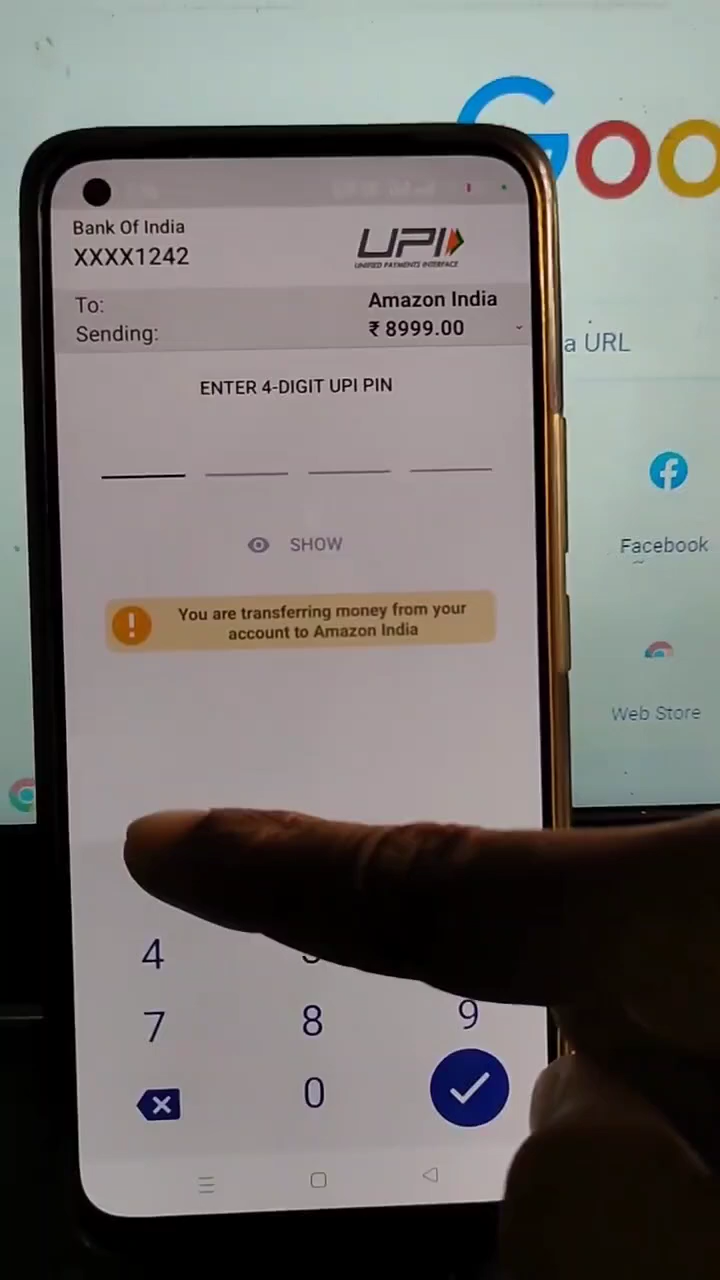 Goo
Bank Of India
XXXX1242
UPI
UNIFIED PAYMENTS INTERFACE
To:
Amazon India
Sending:
₹ 8999.00
a URL
ENTER 4-DIGIT UPI PIN
SHOW
Facebook
You are transferring money from your
account to Amazon India
Web Store
4
7
8
9
0